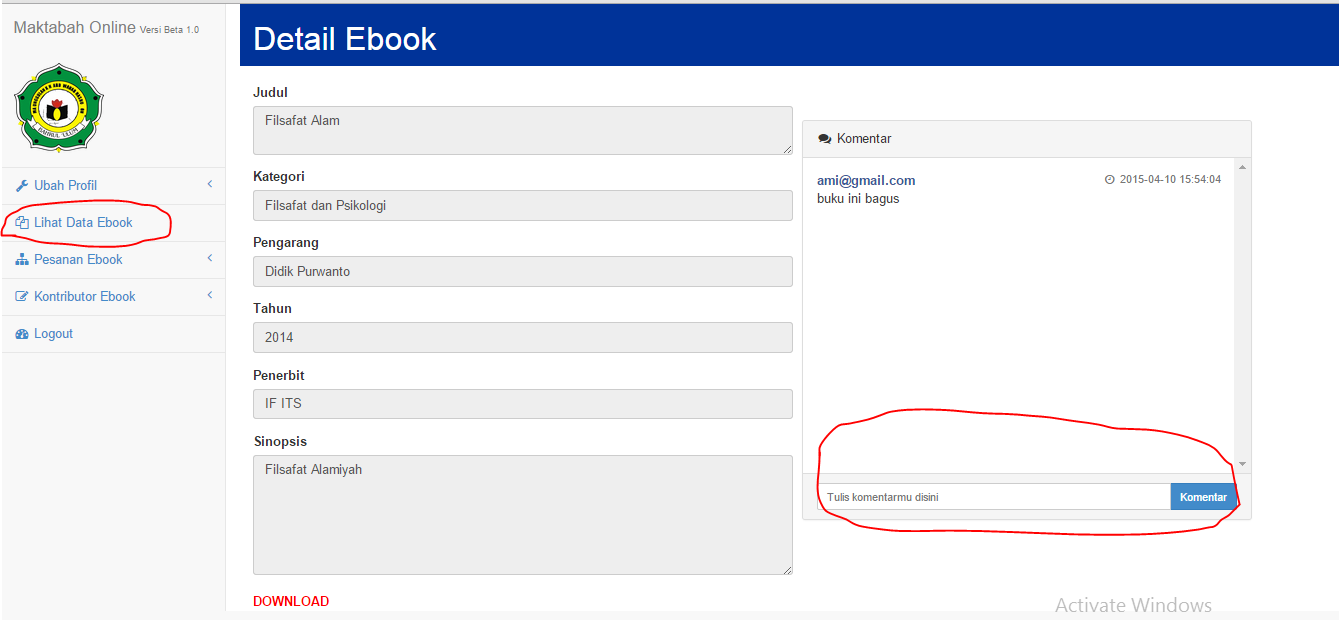 Maktabah Online Versi Beta 1.0
BAHRUL ULUM
Ubah Profil
Lihat Data Ebook
Pesanan Ebook
Kontributor Ebook
Logout
Detail Ebook
Judul
Filsafat Alam
Kategori
Filsafat dan Psikologi
Pengarang
Didik Purwanto
Tahun
2014
Penerbit
IF ITS
Sinopsis
Filsafat Alamiyah
DOWNLOAD
Komentar
ami@gmail.com 2015-04-10 15:54:04
buku ini bagus
Tulis komentarmu disini Komentar
Activate Windows